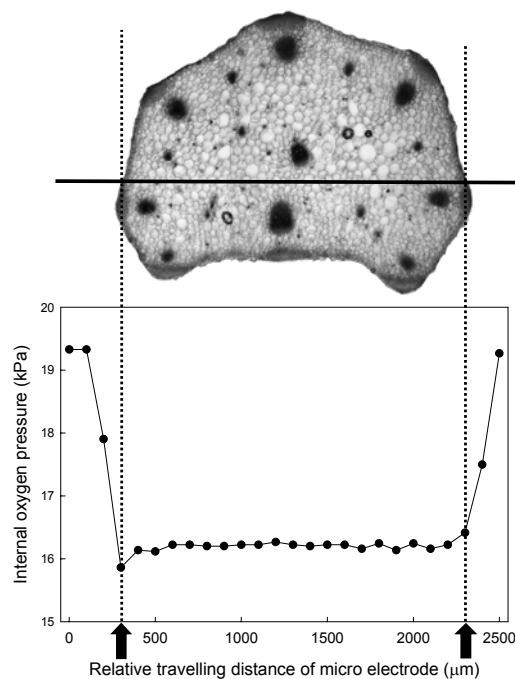 20
19
18
17
16
15
Internal oxygen pressure (kPa)
0 500 1000 1500 2000 2500
Relative travelling distance of micro electrode (μm)